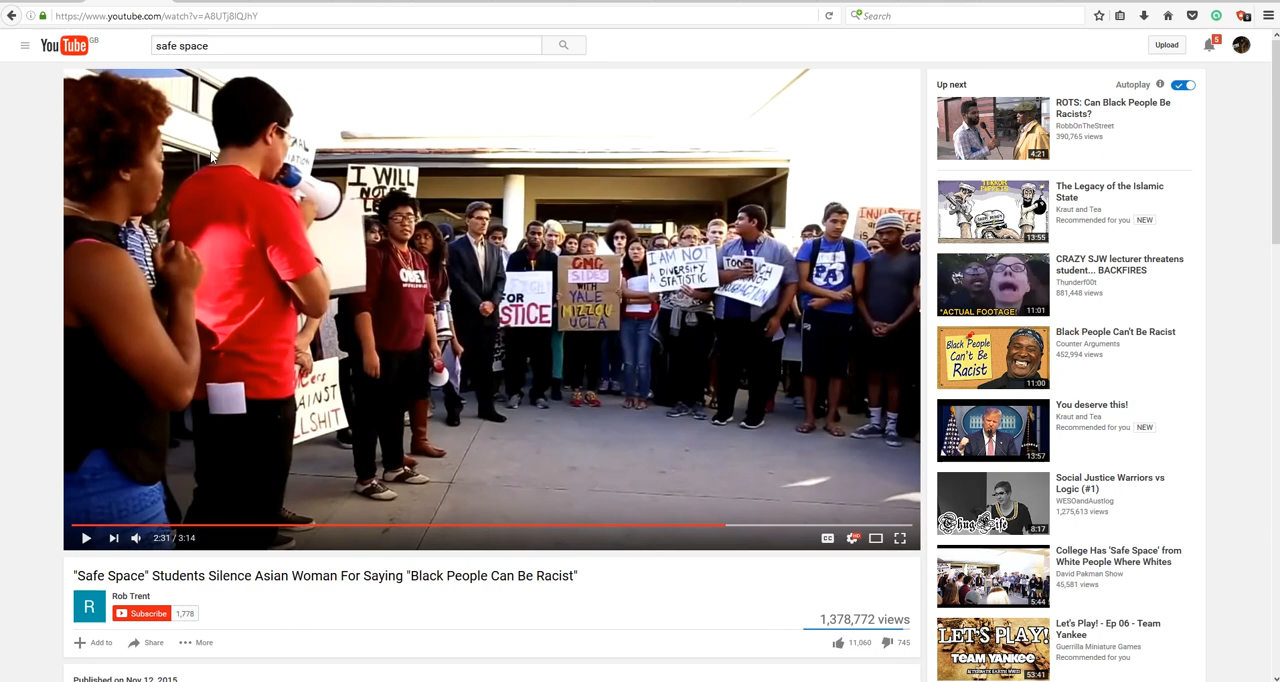 https://www.youtube.com/watch?v=A8UTj8lQJhY
Search
5
YouTube GB
safe space
Upload
5
I WILL
NOT
CMC
SIDES
WITH
YALE
MIZZOU
UCLA
FOR
I AM NOT
A DIVERSITY
STATISTIC
AINST
INJUSTICE
2:31 / 3:14
CC
HD
"Safe Space" Students Silence Asian Woman For Saying "Black People Can Be Racist"
R
Rob Trent
Subscribe 1,778
1,378,772 views
Add to Share More
11,060 745
Published on Nov 12, 2015
Up next
Autoplay
4:21
ROTS: Can Black People Be
Racists?
RobbOnTheStreet
390,765 views
13:55
The Legacy of the Islamic
State
Kraut and Tea
Recommended for you NEW
*ACTUAL FOOTAGE!
11:01
CRAZY SJW lecturer threatens
student... BACKFIRES
Thunderf00t
881,448 views
Black People
Can't Be
Racist
11:00
Black People Can't Be Racist
Counter Arguments
452,994 views
13:57
You deserve this!
Kraut and Tea
Recommended for you NEW
Thug Life
8:17
Social Justice Warriors vs
Logic (#1)
WESOandAustlog
1,275,613 views
5:44
College Has 'Safe Space' from
White People Where Whites
David Pakman Show
45,581 views
LET'S PLAY!
TEAM YANKEE
53:41
Let's Play! - Ep 06 - Team
Yankee
Guerrilla Miniature Games
Recommended for you